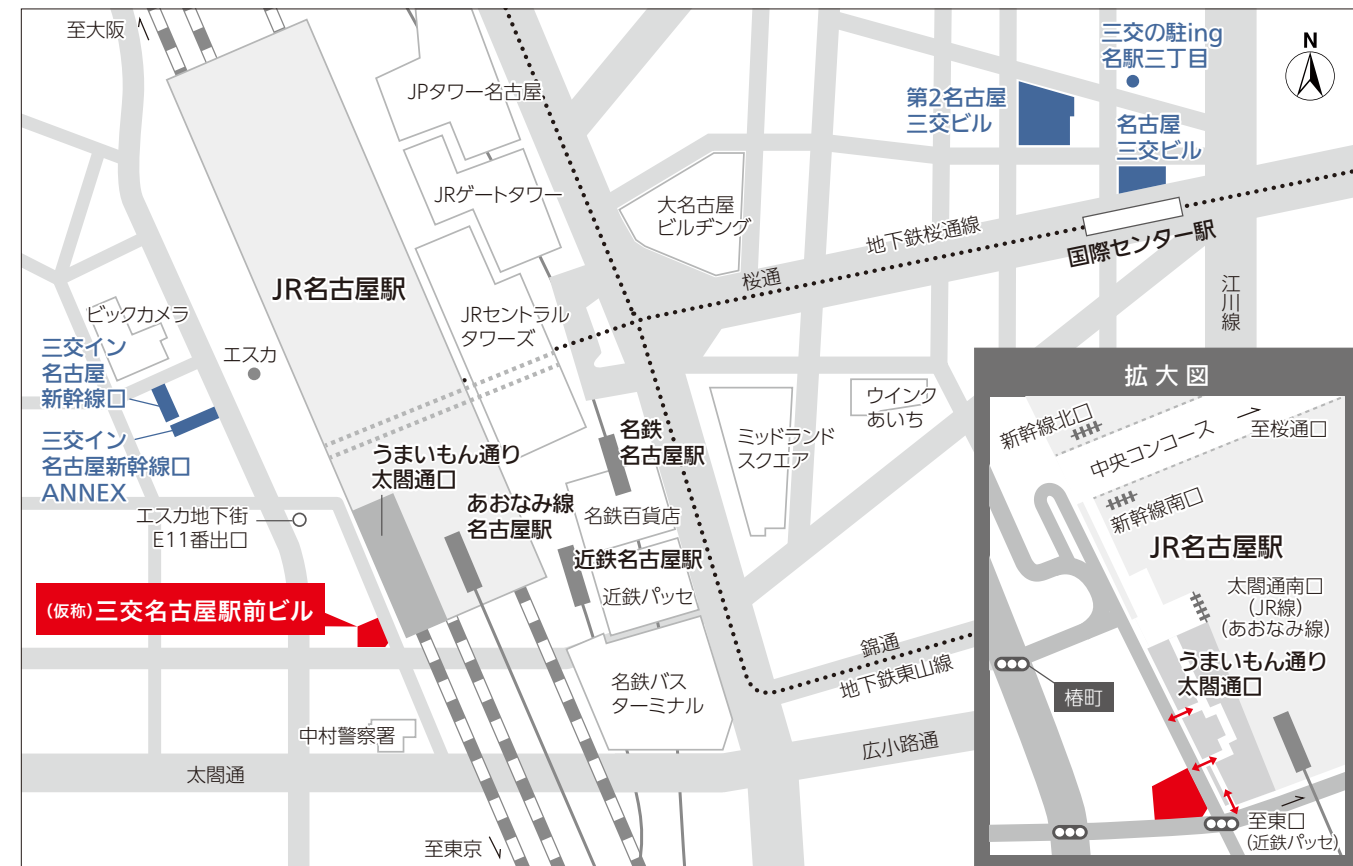 至大阪
JPタワー名古屋
三交の駐ing
名駅三丁目
N
第2名古屋
三交ビル
名古屋
三交ビル
JRゲートタワー
大名古屋
ビルヂング
地下鉄桜通線
国際センター駅
桜通
江川線
JR名古屋駅
ビックカメラ
JRセントラル
タワーズ
三交イン
名古屋
新幹線口
エスカ
三交イン
名古屋新幹線口
ANNEX
ウインク
あいち
ミッドランド
スクエア
名鉄
名古屋駅
うまいもん通り
太閤通口
あおなみ線
名古屋駅
名鉄百貨店
エスカ地下街
E11番出口
近鉄名古屋駅
近鉄パッセ
(仮称)三交名古屋駅前ビル
錦通
地下鉄東山線
名鉄バス
ターミナル
中村警察署
広小路通
太閤通
至東京
拡大図
新幹線北口
至桜通口
中央コンコース
新幹線南口
JR名古屋駅
太閤通南口
(JR線)
(あおなみ線)
うまいもん通り
太閤通口
椿町
至東口
(近鉄パッセ)